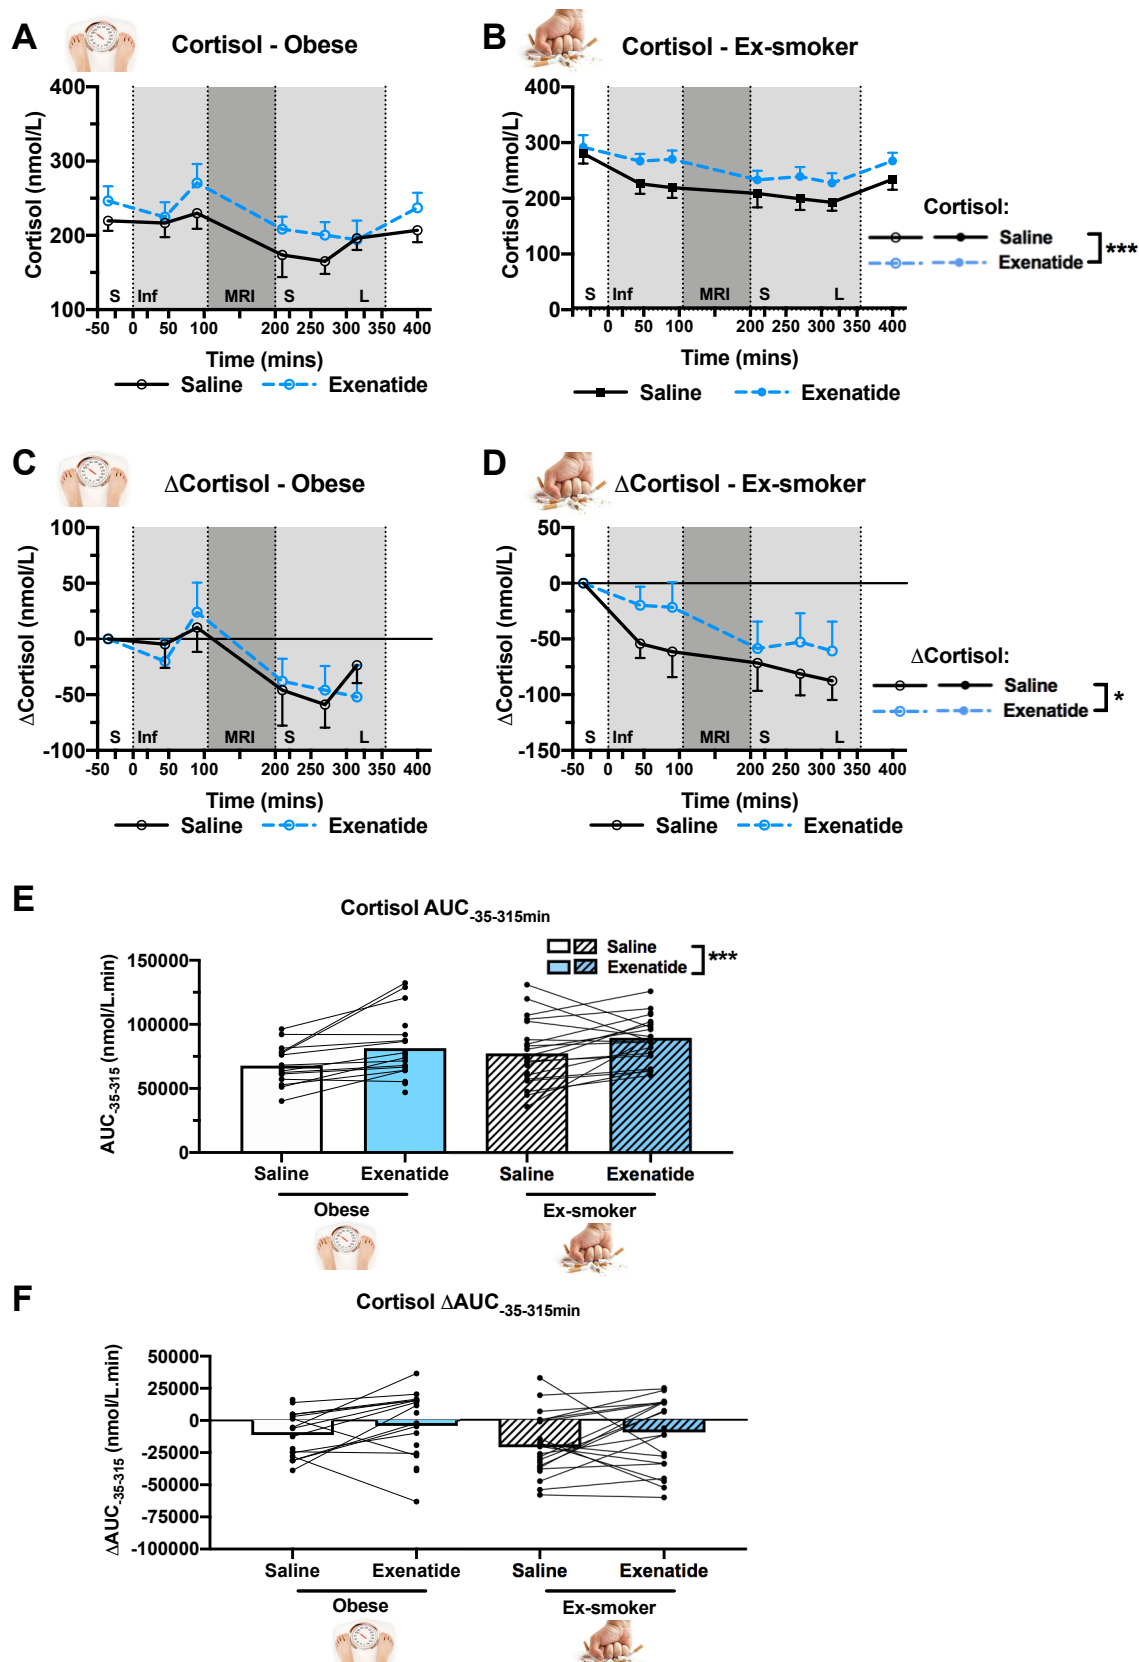 A
Cortisol - Obese
Cortisol (nmol/L)
400
300
200
100
S Inf MRI S L
-50 0 50 100 200 250 300 350 400
Time (mins)
Saline Exenatide
B
Cortisol - Ex-smoker
Cortisol (nmol/L)
400
300
200
100
0
S Inf MRI S L
-50 0 50 100 200 250 300 350 400
Time (mins)
Saline Exenatide
Cortisol:
Saline
Exenatide
***
C
ΔCortisol - Obese
ΔCortisol (nmol/L)
100
50
0
-50
-100
S Inf MRI S L
-50 0 50 100 200 250 300 350 400
Time (mins)
Saline Exenatide
D
ΔCortisol - Ex-smoker
ΔCortisol (nmol/L)
50
0
-50
-100
-150
S Inf MRI S L
-50 0 50 100 200 250 300 350 400
Time (mins)
Saline Exenatide
ΔCortisol:
Saline
Exenatide
*
E
Cortisol AUC-35-315min
Saline
Exenatide
***
AUC-35-315 (nmol/L.min)
150000
100000
50000
0
Saline Exenatide Saline Exenatide
Obese Ex-smoker
F
Cortisol ΔAUC-35-315min
ΔAUC-35-315 (nmol/L.min)
50000
25000
0
-25000
-50000
-75000
-100000
Saline Exenatide Saline Exenatide
Obese Ex-smoker